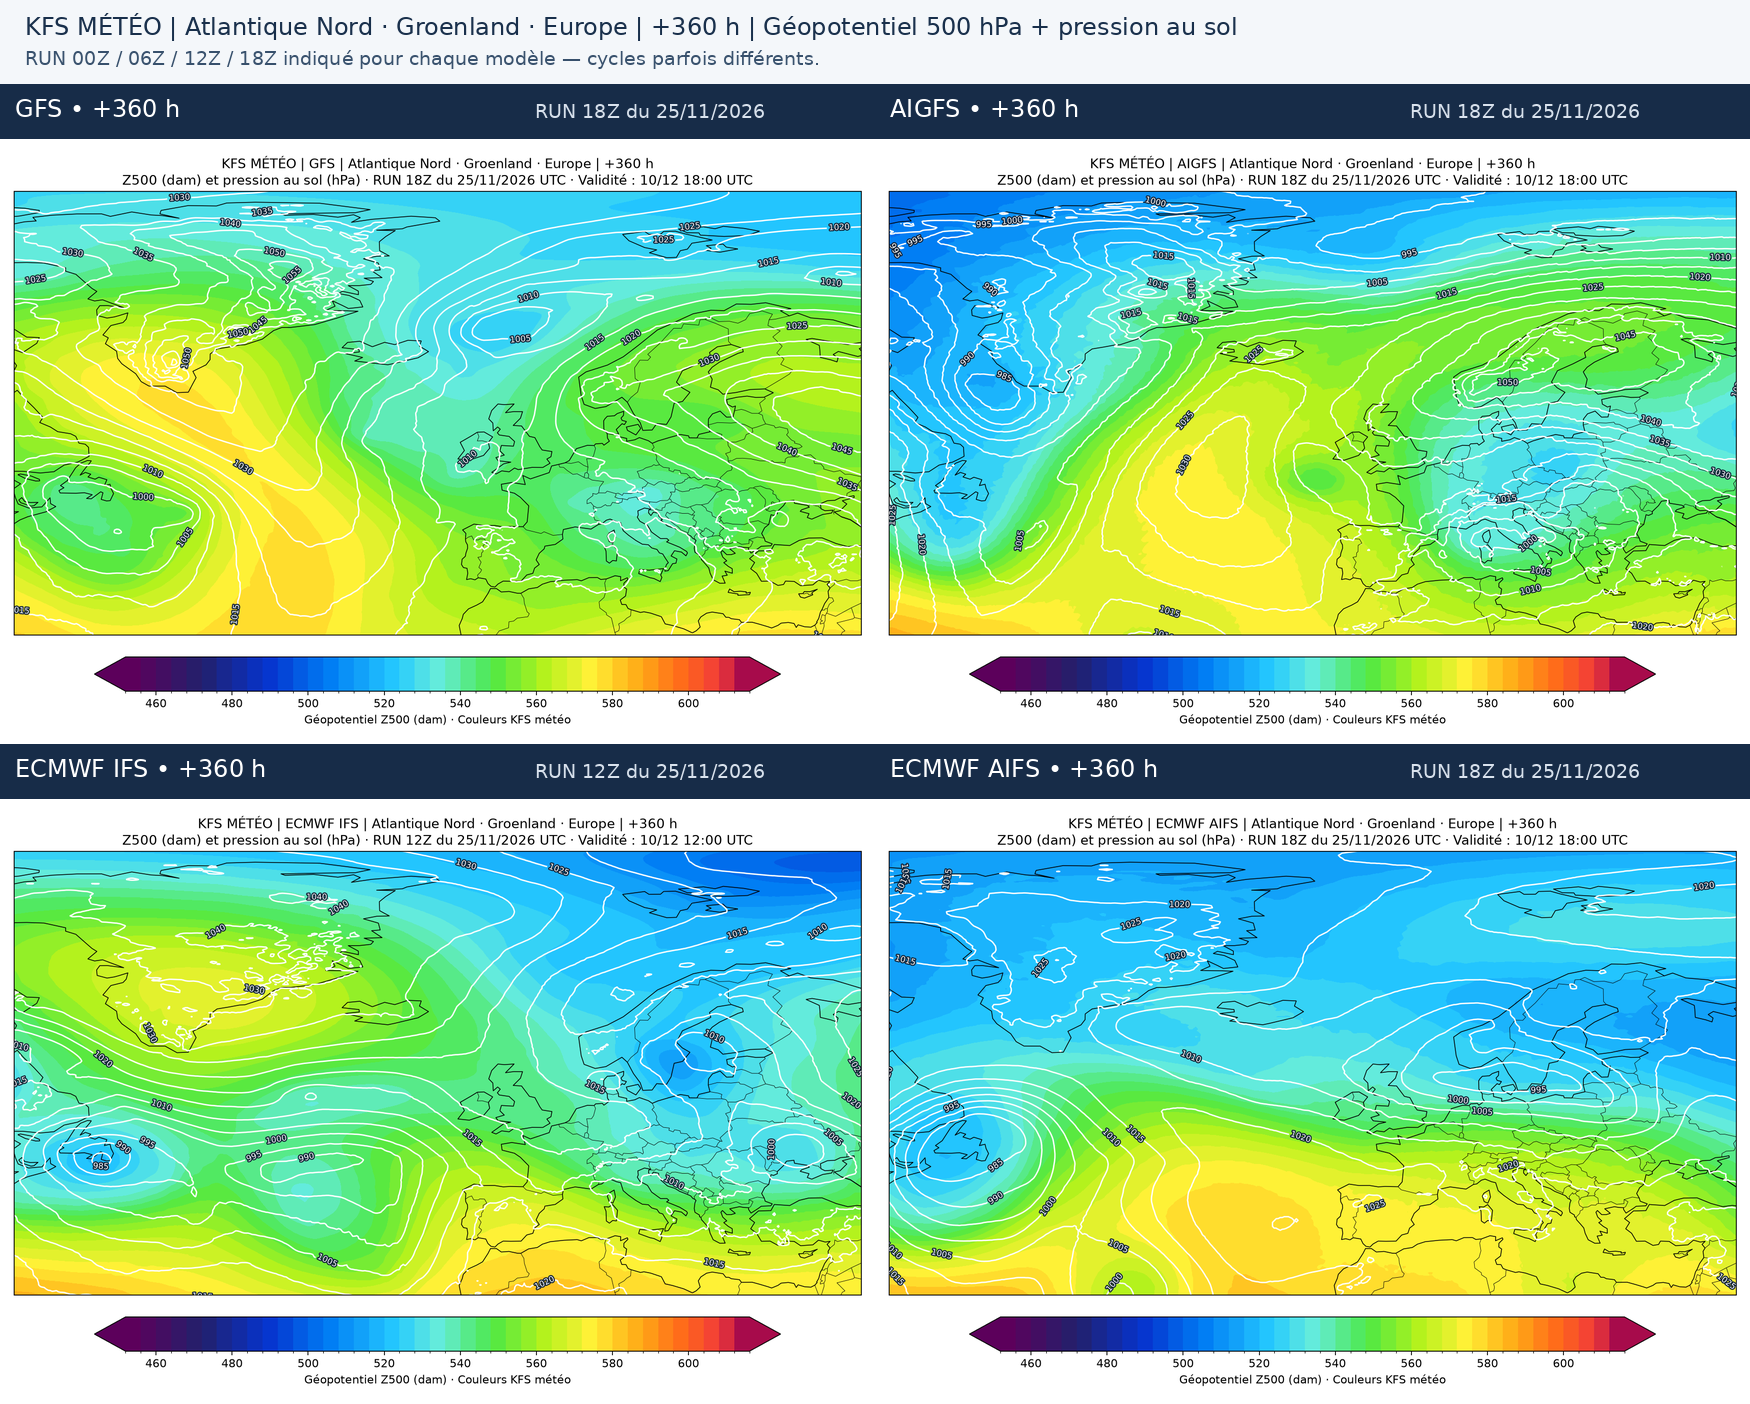 KFS MÉTÉO | Atlantique Nord · Groenland · Europe | +360 h | Géopotentiel 500 hPa + pression au sol
RUN 00Z / 06Z / 12Z / 18Z indiqué pour chaque modèle — cycles parfois différents.
GFS • +360 h
RUN 18Z du 25/11/2026
AIGFS • +360 h
RUN 18Z du 25/11/2026
KFS MÉTÉO | GFS | Atlantique Nord · Groenland · Europe | +360 h
Z500 (dam) et pression au sol (hPa) · RUN 18Z du 25/11/2026 UTC · Validité : 10/12 18:00 UTC
KFS MÉTÉO | AIGFS | Atlantique Nord · Groenland · Europe | +360 h
Z500 (dam) et pression au sol (hPa) · RUN 18Z du 25/11/2026 UTC · Validité : 10/12 18:00 UTC
460 480 500 520 540 560 580 600
Géopotentiel Z500 (dam) · Couleurs KFS météo
460 480 500 520 540 560 580 600
Géopotentiel Z500 (dam) · Couleurs KFS météo
ECMWF IFS • +360 h
RUN 12Z du 25/11/2026
ECMWF AIFS • +360 h
RUN 18Z du 25/11/2026
KFS MÉTÉO | ECMWF IFS | Atlantique Nord · Groenland · Europe | +360 h
Z500 (dam) et pression au sol (hPa) · RUN 12Z du 25/11/2026 UTC · Validité : 10/12 12:00 UTC
KFS MÉTÉO | ECMWF AIFS | Atlantique Nord · Groenland · Europe | +360 h
Z500 (dam) et pression au sol (hPa) · RUN 18Z du 25/11/2026 UTC · Validité : 10/12 18:00 UTC
460 480 500 520 540 560 580 600
Géopotentiel Z500 (dam) · Couleurs KFS météo
460 480 500 520 540 560 580 600
Géopotentiel Z500 (dam) · Couleurs KFS météo